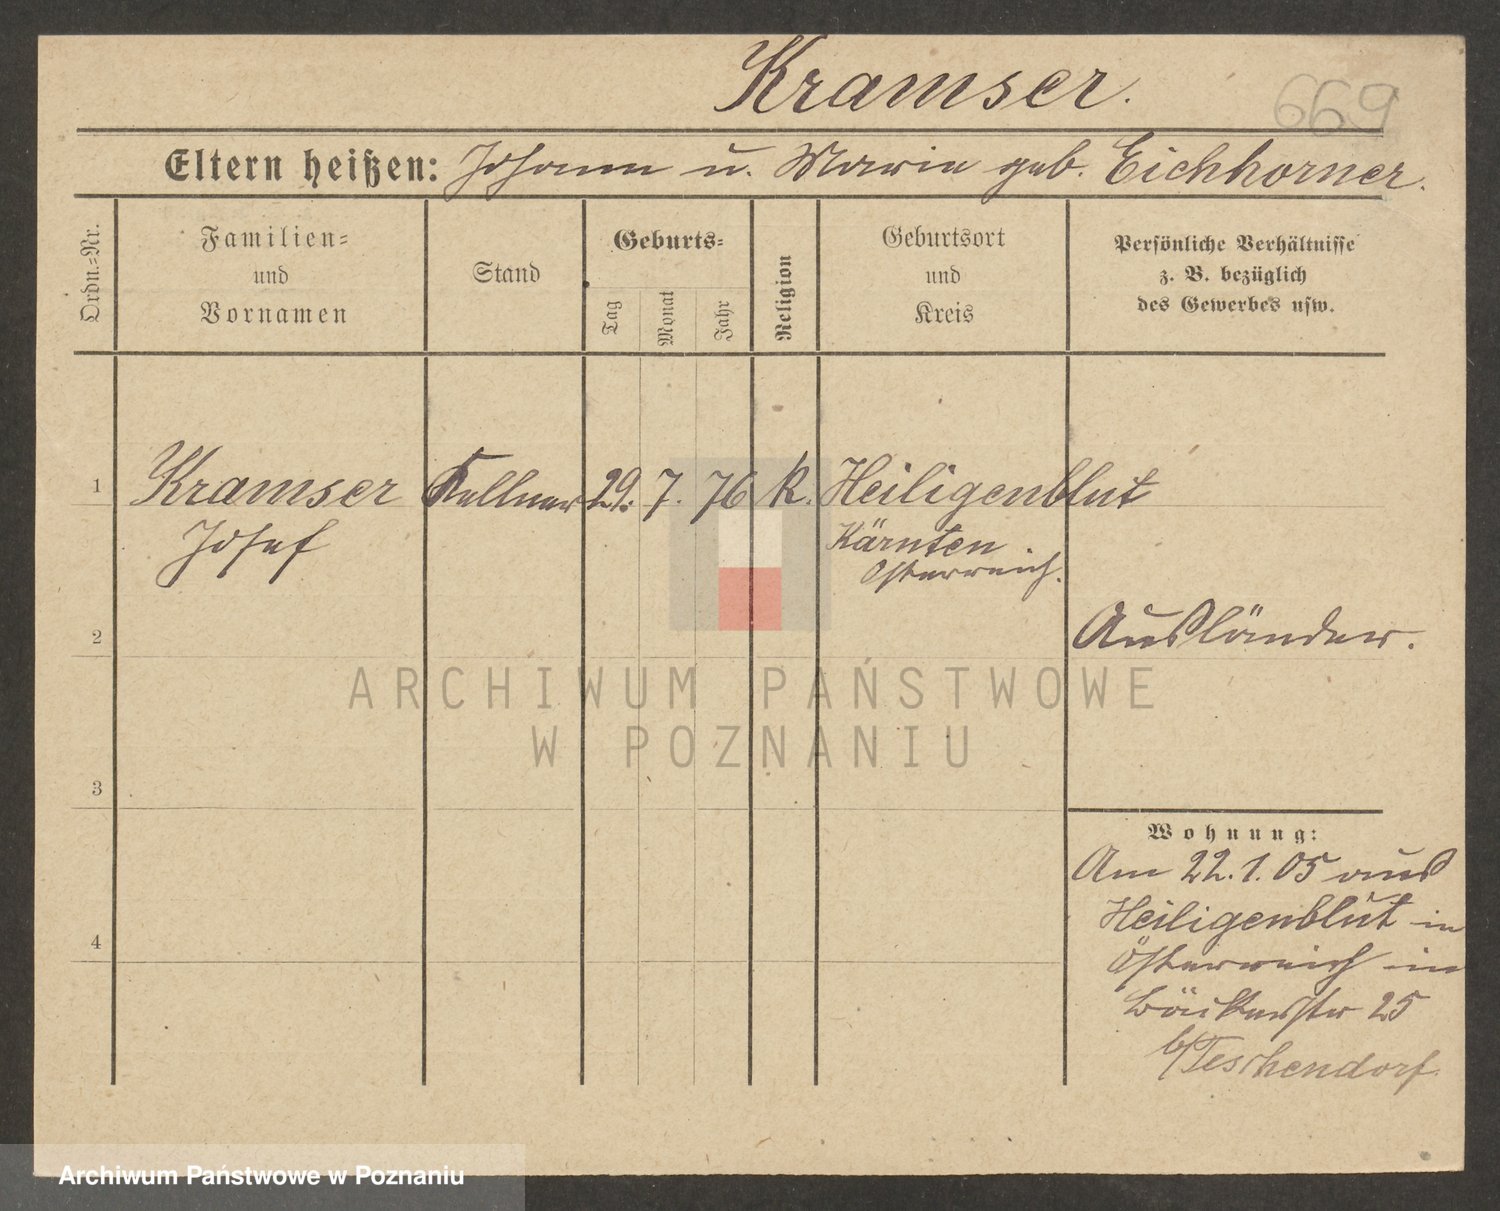 Kramser.
669
Eltern heißen: Johann u. Maria geb. Eichhorner.
Ordn.-Nr.
Familien-
und
Vornamen
Stand
Geburts-
Tag
Monat
Jahr
Religion
Geburtsort
und
Kreis
Persönliche Verhältnisse
z. B. bezüglich
des Gewerbes usw.
1 Kramser Kellner 29. 7. 76 k. Heiligenblut
Josef
Kärnten
Österreich.
2
Ausländer.
ARCHIWUM PAŃSTWOWE
W POZNANIU
3
Wohnung:
Am 22.1.05 aus
Heiligenblut in
4
Österreich in
Bäckerstr 25
b/Teschendorf
Archiwum Państwowe w Poznaniu